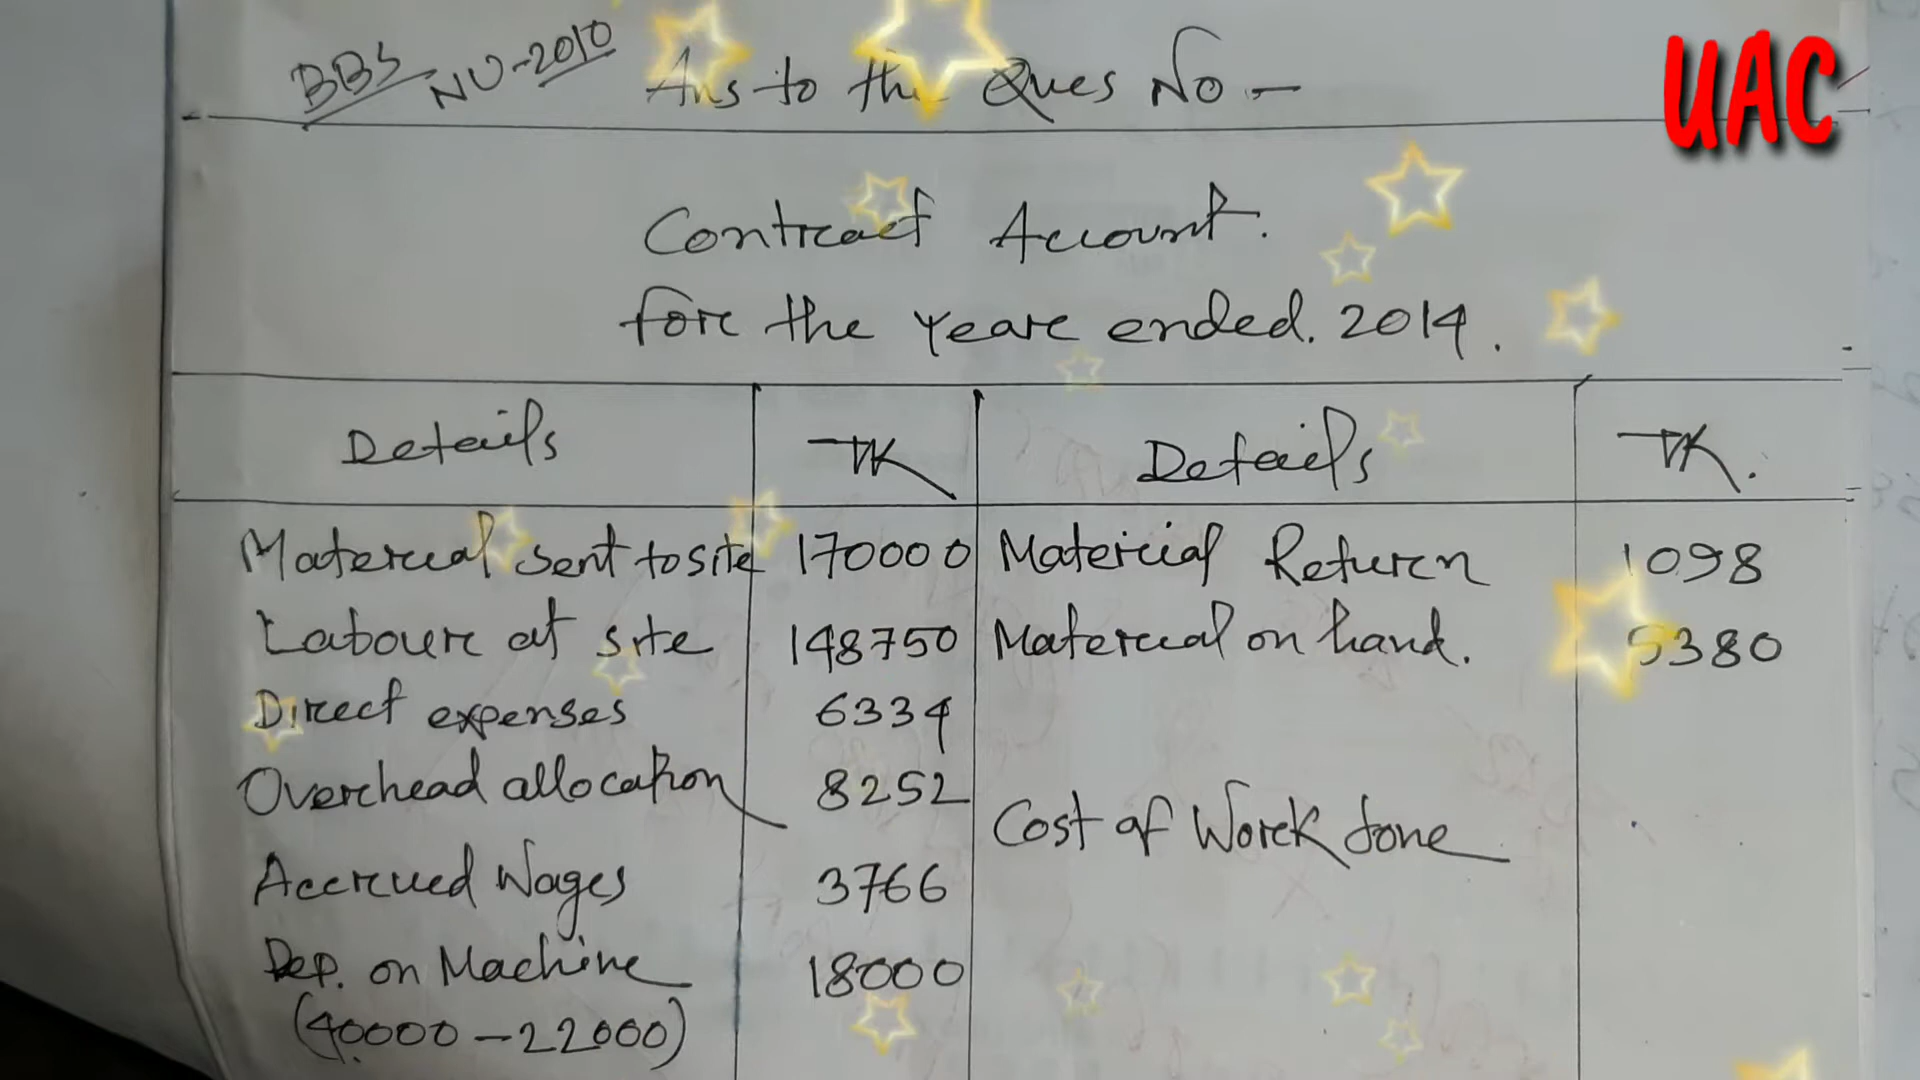 BBS NU-2010 Ans to the Ques No - UAC
Contract Account.
for the year ended. 2014.
Details TK Details TK.
Material sent to site 170000 Material Return 1098
Labour at site 148750 Material on hand. 5380
Direct expenses 6334
Overhead allocation 8252 Cost of Work done
Accrued Wages 3766
Dep. on Machine 18000
(40000-22000)